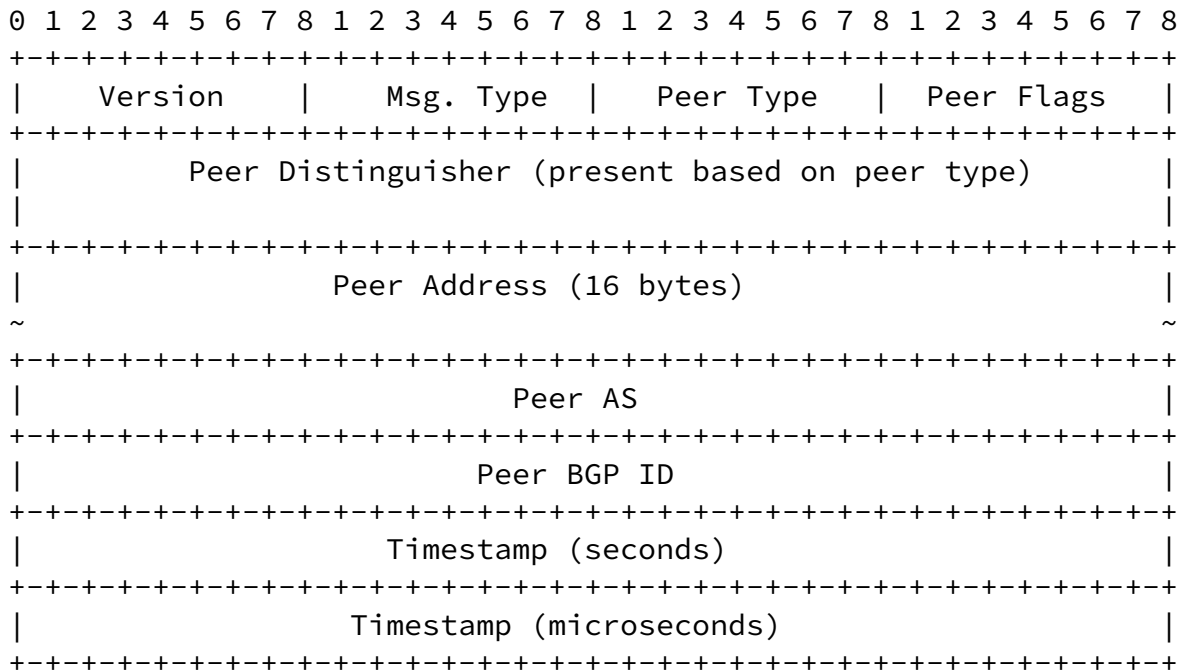 0 1 2 3 4 5 6 7 8 1 2 3 4 5 6 7 8 1 2 3 4 5 6 7 8 1 2 3 4 5 6 7 8
+-+-+-+-+-+-+-+-+-+-+-+-+-+-+-+-+-+-+-+-+-+-+-+-+-+-+-+-+-+-+-+-+
|    Version    |    Msg. Type  |   Peer Type   |  Peer Flags   |
+-+-+-+-+-+-+-+-+-+-+-+-+-+-+-+-+-+-+-+-+-+-+-+-+-+-+-+-+-+-+-+-+
|         Peer Distinguisher (present based on peer type)       |
|                                                               |
+-+-+-+-+-+-+-+-+-+-+-+-+-+-+-+-+-+-+-+-+-+-+-+-+-+-+-+-+-+-+-+-+
|                 Peer Address (16 bytes)                       |
~                                                               ~
+-+-+-+-+-+-+-+-+-+-+-+-+-+-+-+-+-+-+-+-+-+-+-+-+-+-+-+-+-+-+-+-+
|                           Peer AS                             |
+-+-+-+-+-+-+-+-+-+-+-+-+-+-+-+-+-+-+-+-+-+-+-+-+-+-+-+-+-+-+-+-+
|                         Peer BGP ID                           |
+-+-+-+-+-+-+-+-+-+-+-+-+-+-+-+-+-+-+-+-+-+-+-+-+-+-+-+-+-+-+-+-+
|                    Timestamp (seconds)                        |
+-+-+-+-+-+-+-+-+-+-+-+-+-+-+-+-+-+-+-+-+-+-+-+-+-+-+-+-+-+-+-+-+
|                  Timestamp (microseconds)                     |
+-+-+-+-+-+-+-+-+-+-+-+-+-+-+-+-+-+-+-+-+-+-+-+-+-+-+-+-+-+-+-+-+